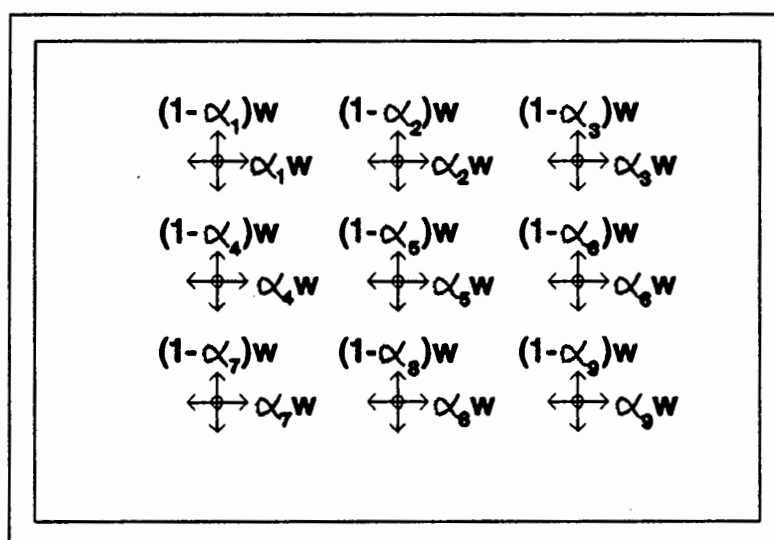 (1-α₁)w (1-α₂)w (1-α₃)w
α₁w α₂w α₃w
(1-α₄)w (1-α₅)w (1-α₆)w
α₄w α₅w α₆w
(1-α₇)w (1-α₈)w (1-α₉)w
α₇w α₈w α₉w